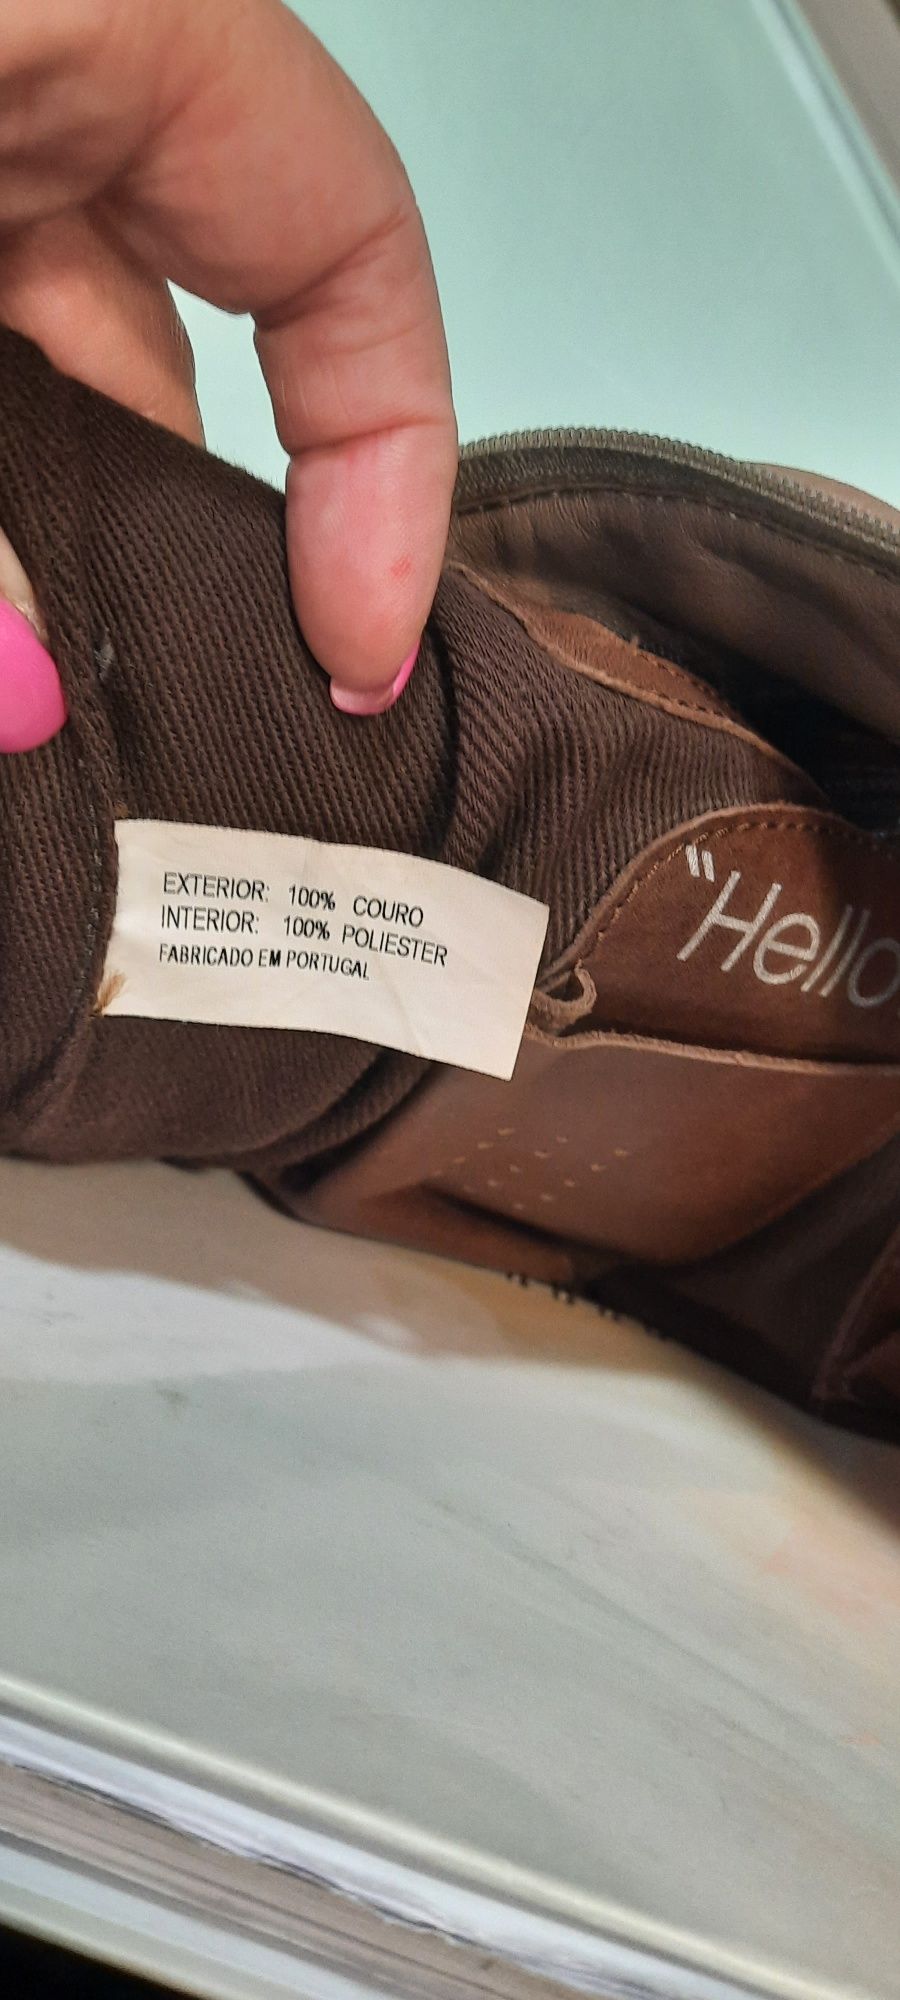 EXTERIOR: 100% COURO
INTERIOR: 100% POLIESTER
FABRICADO EM PORTUGAL
"Hello